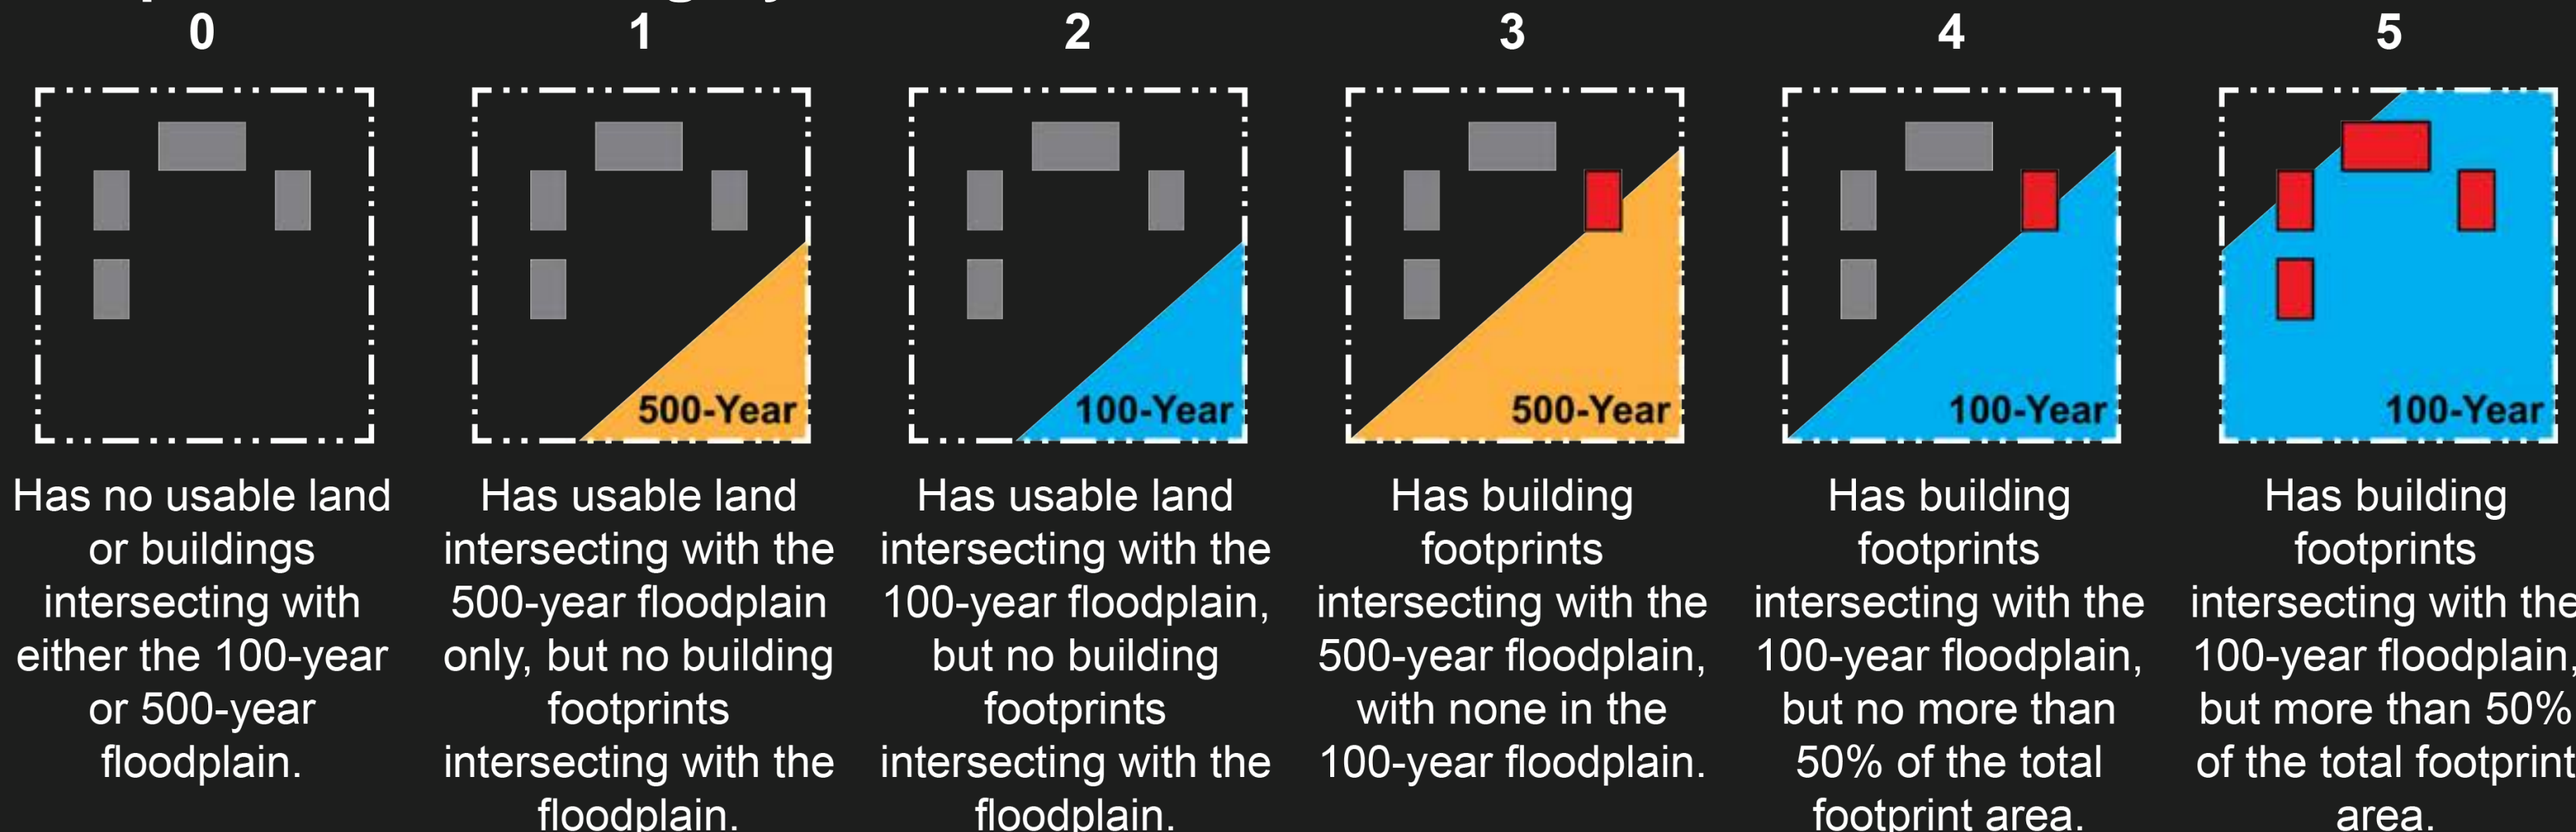 0
Has no usable land
or buildings
intersecting with
either the 100-year
or 500-year
floodplain.
1
500-Year
Has usable land
intersecting with the
500-year floodplain
only, but no building
footprints
intersecting with the
floodplain.
2
100-Year
Has usable land
intersecting with the
100-year floodplain,
but no building
footprints
intersecting with the
floodplain.
3
500-Year
Has building
footprints
intersecting with the
500-year floodplain,
with none in the
100-year floodplain.
4
100-Year
Has building
footprints
intersecting with the
100-year floodplain,
but no more than
50% of the total
footprint area.
5
100-Year
Has building
footprints
intersecting with the
100-year floodplain,
but more than 50%
of the total footprint
area.